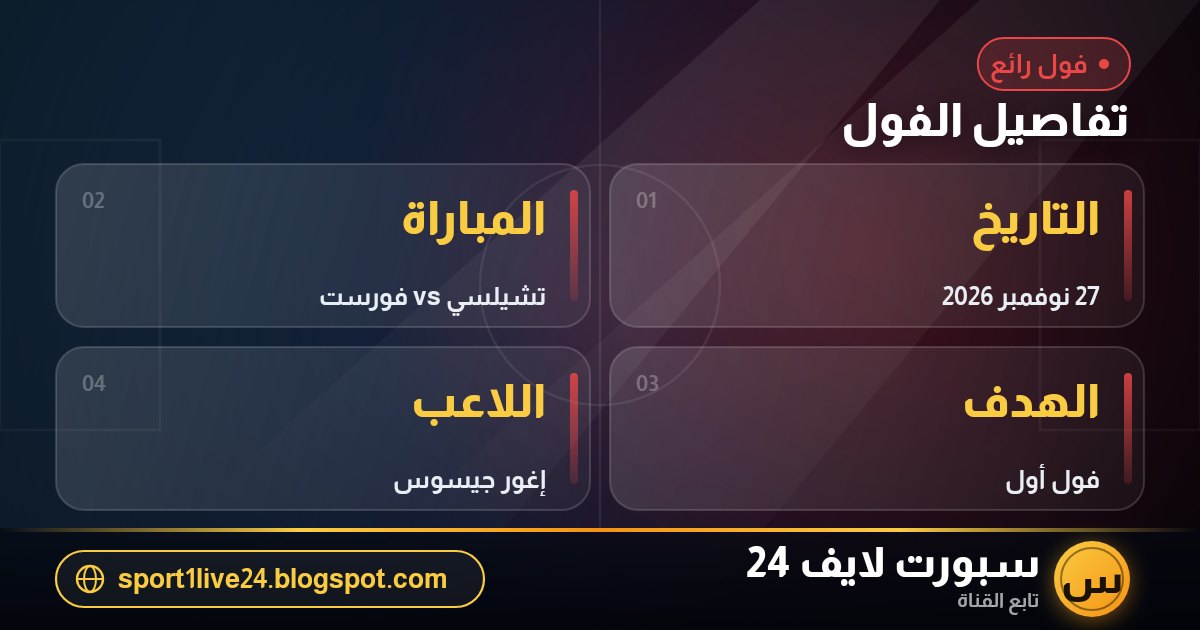 • فول رائع
تفاصيل الفول
01
التاريخ
27 نوفمبر 2026
02
المباراة
تشيلسي vs فورست
03
الهدف
فول أول
04
اللاعب
إغور جيسوس
س
سبورت لايف 24
تابع القناة
sport1live24.blogspot.com